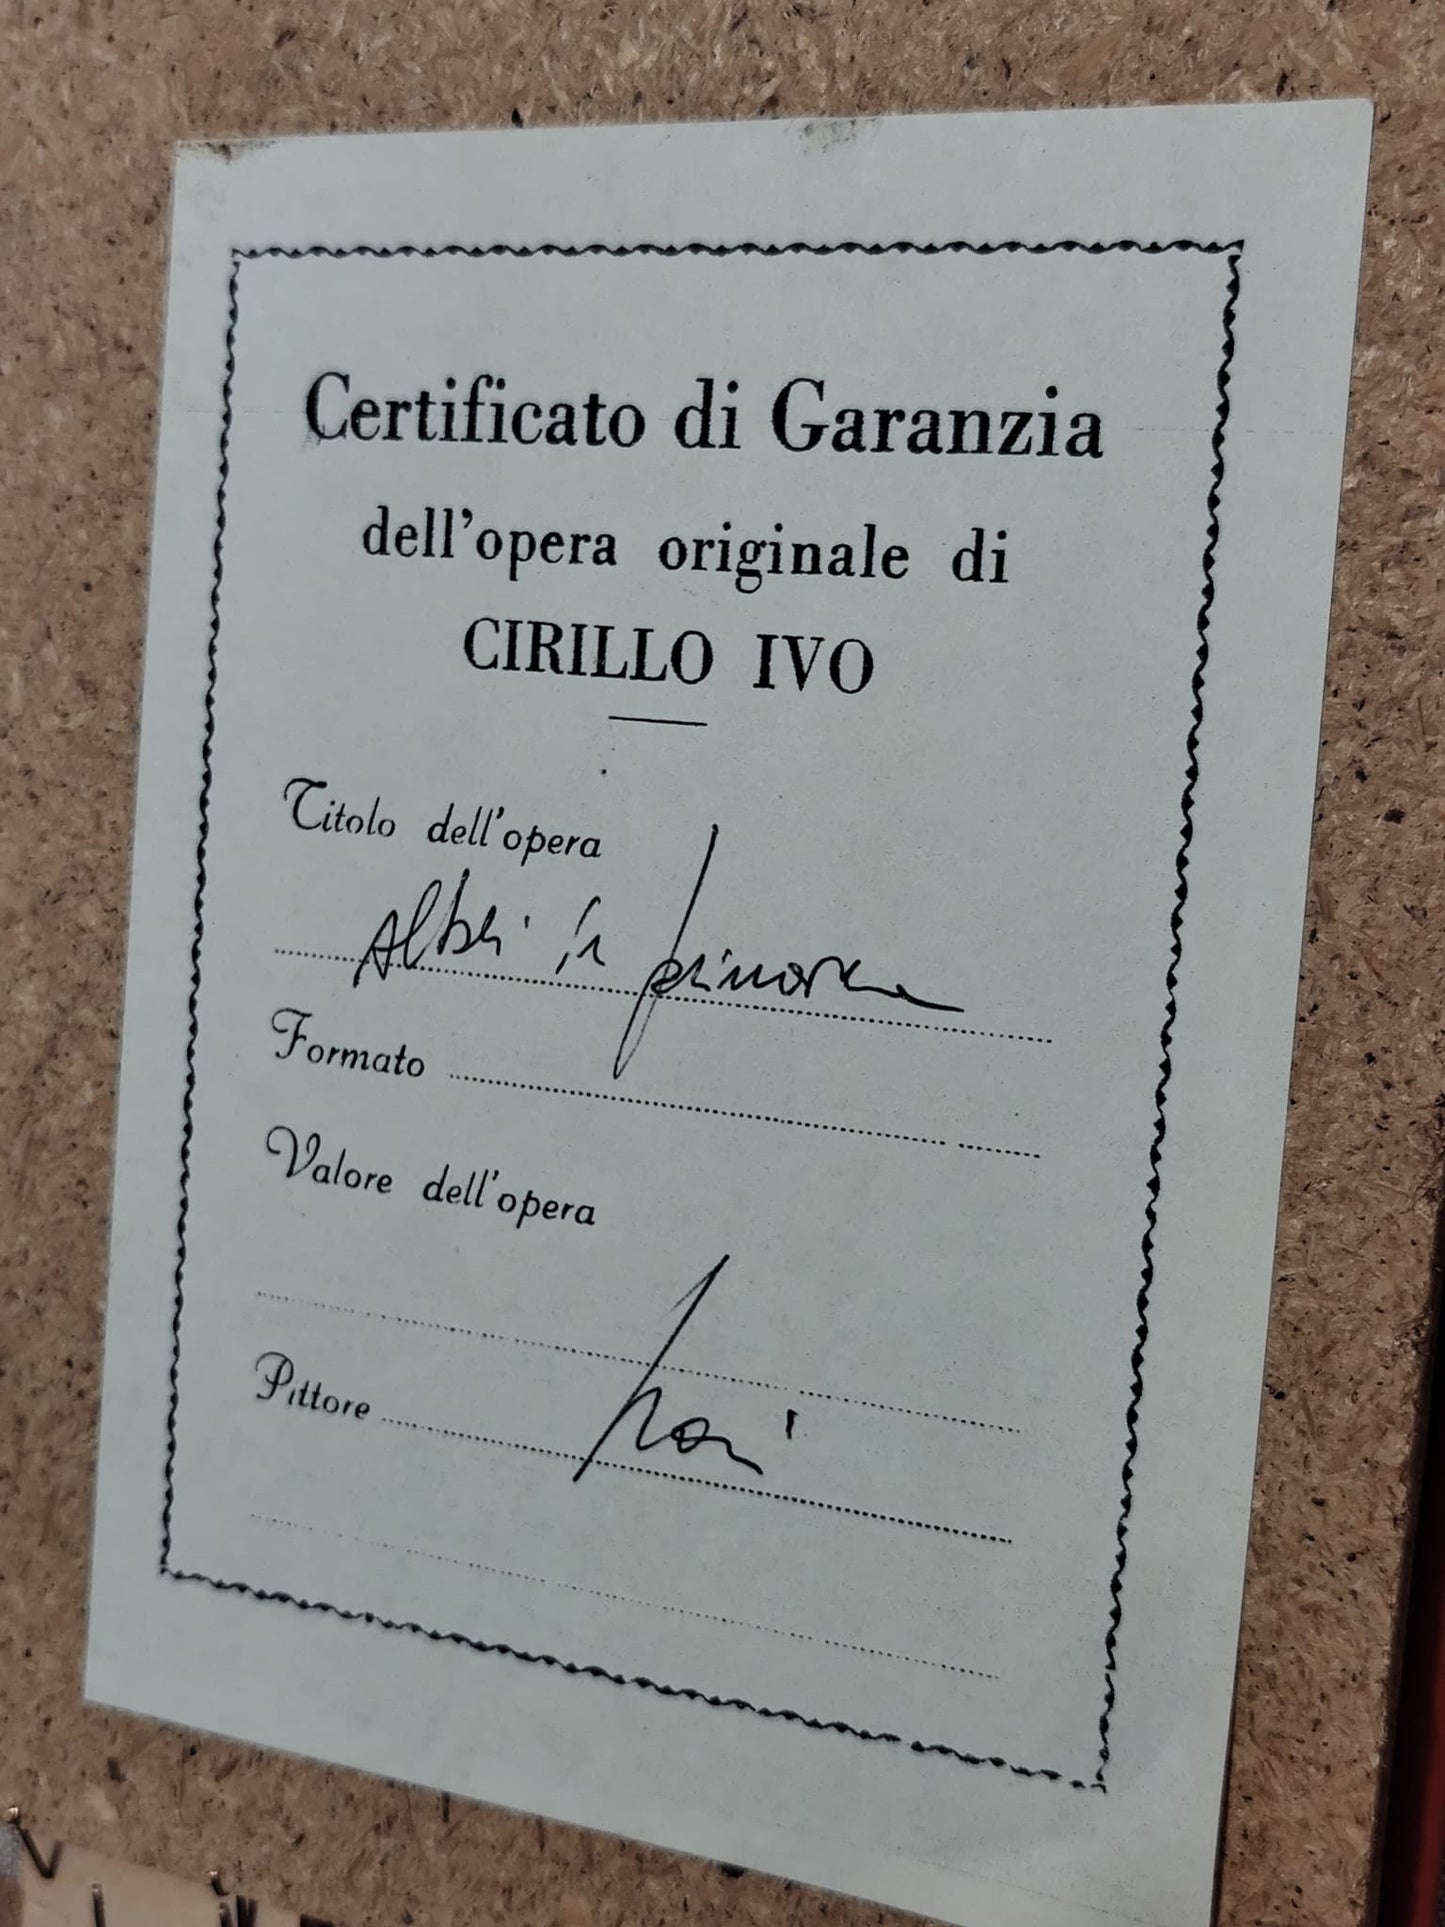 Certificato di Garanzia
dell'opera originale di
CIRILLO IVO
Titolo dell'opera
Alberi in
Formato
Valore dell'opera
Pittore